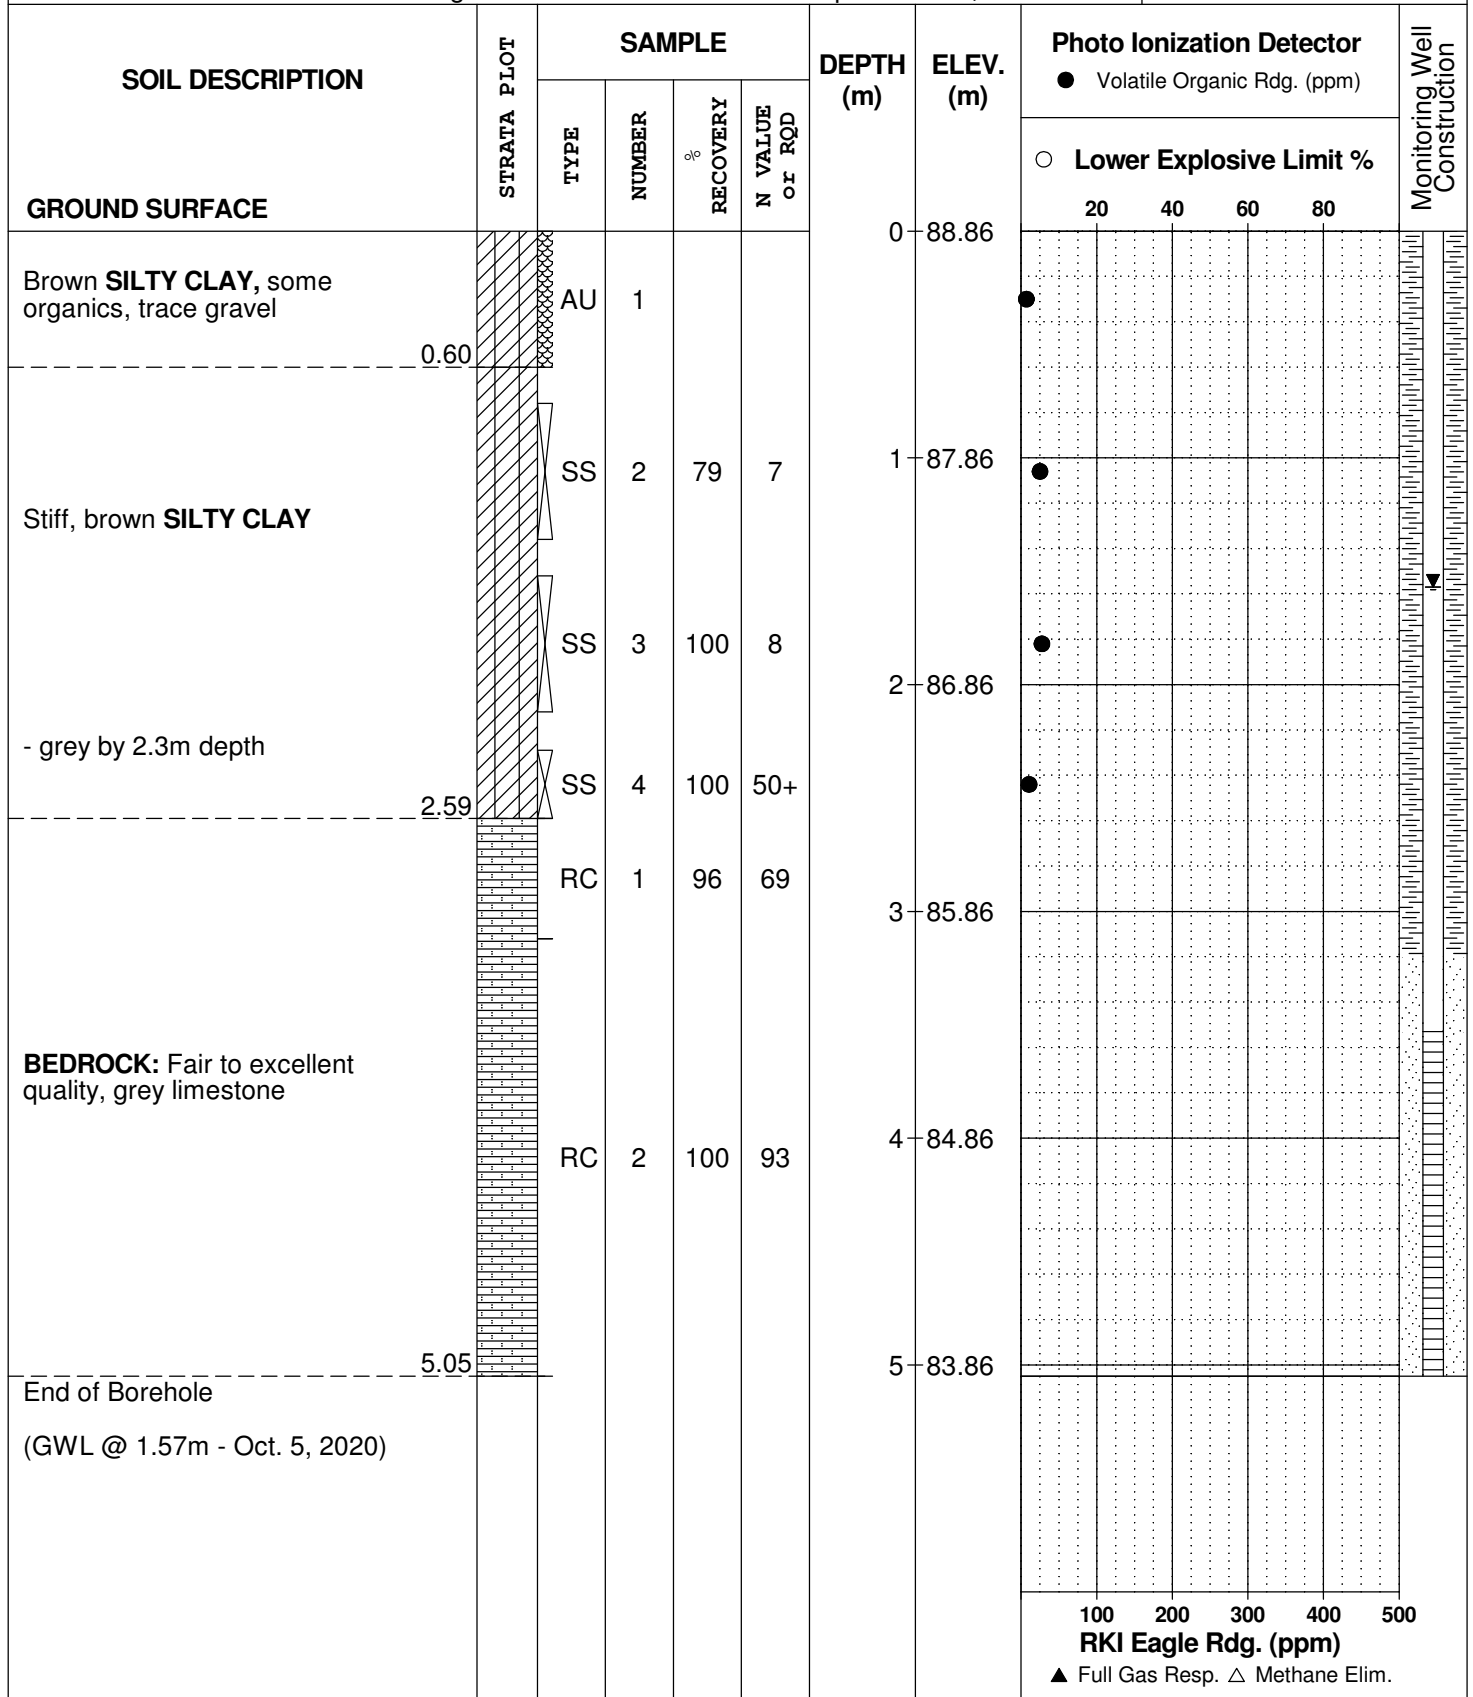 SOIL DESCRIPTION
GROUND SURFACE
STRATA PLOT
SAMPLE
TYPE
NUMBER
% RECOVERY
N VALUE or RQD
DEPTH (m)
ELEV. (m)
Photo Ionization Detector
● Volatile Organic Rdg. (ppm)
○ Lower Explosive Limit %
20 40 60 80
Monitoring Well Construction
0 88.86
Brown SILTY CLAY, some
organics, trace gravel
AU 1
0.60
1 87.86
SS 2 79 7
Stiff, brown SILTY CLAY
SS 3 100 8
2 86.86
- grey by 2.3m depth
SS 4 100 50+
2.59
RC 1 96 69
3 85.86
BEDROCK: Fair to excellent
quality, grey limestone
4 84.86
RC 2 100 93
5.05
5 83.86
End of Borehole
(GWL @ 1.57m - Oct. 5, 2020)
100 200 300 400 500
RKI Eagle Rdg. (ppm)
▲ Full Gas Resp. △ Methane Elim.